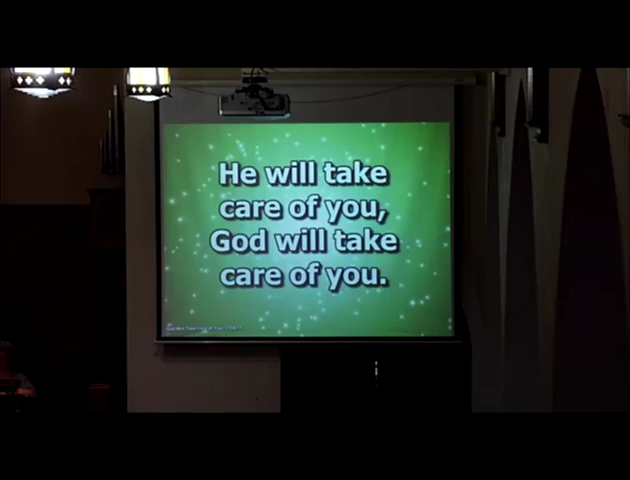 He will take
care of you,
God will take
care of you.